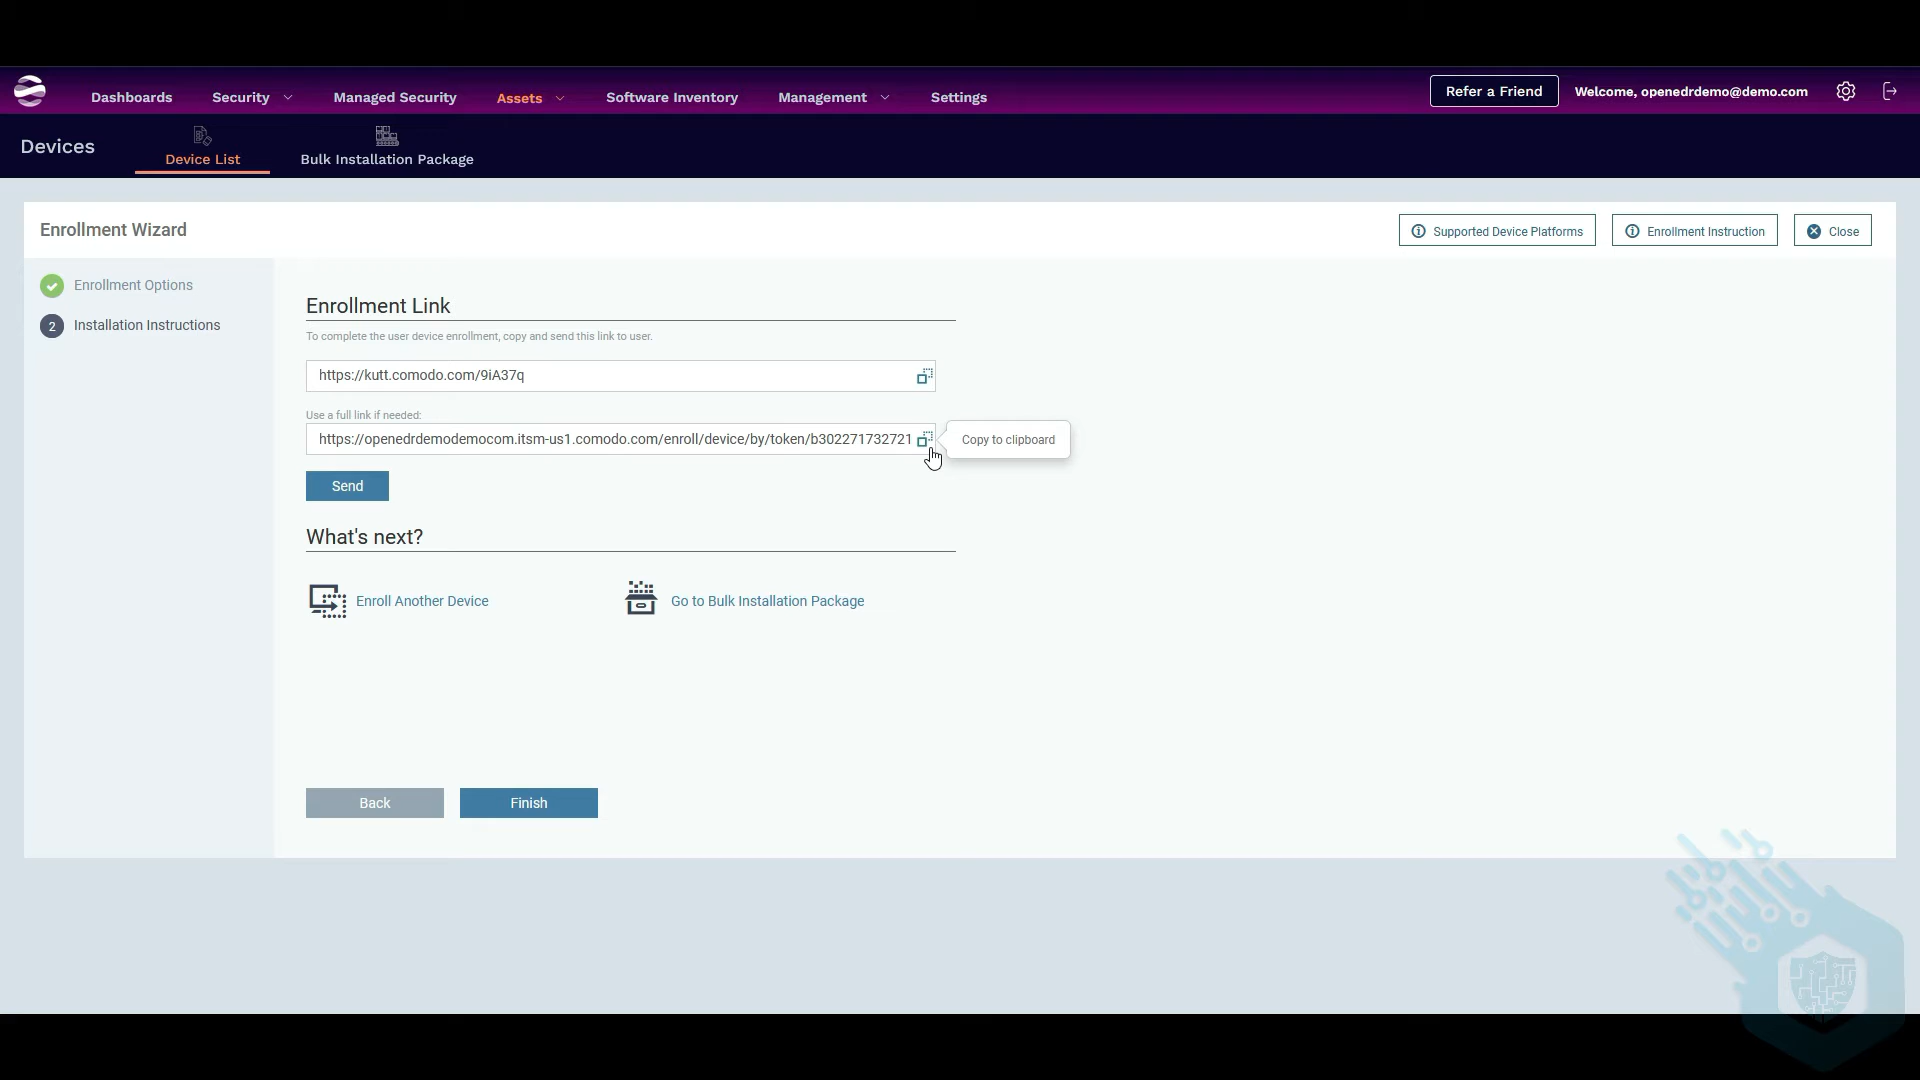 Dashboards Security Managed Security Assets Software Inventory Management Settings Refer a Friend Welcome, openedrdemo@demo.com
Devices Device List Bulk Installation Package
Enrollment Wizard Supported Device Platforms Enrollment Instruction Close
Enrollment Options
2 Installation Instructions
Enrollment Link
To complete the user device enrollment, copy and send this link to user.
https://kutt.comodo.com/9iA37q
Use a full link if needed:
https://openedrdemodemocom.itsm-us1.comodo.com/enroll/device/by/token/b302271732721
Copy to clipboard
Send
What's next?
Enroll Another Device Go to Bulk Installation Package
Back Finish